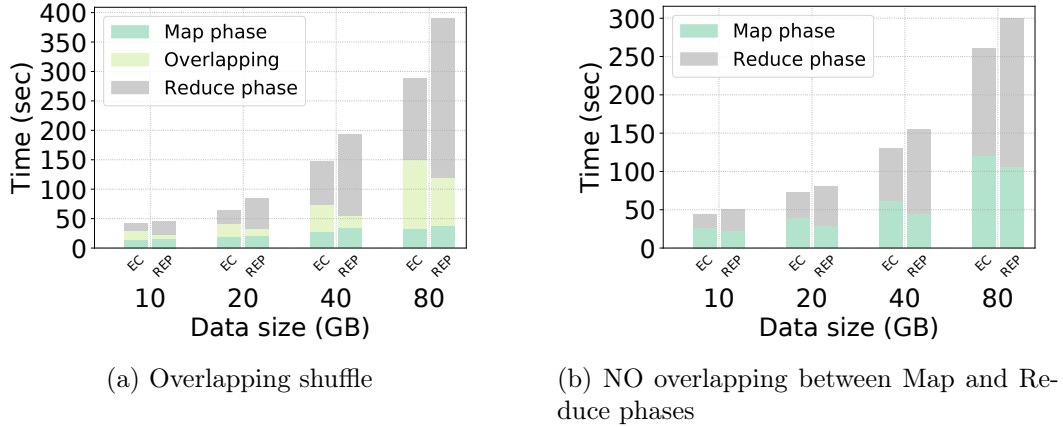 400
350
300
250
200
150
100
50
0
Time (sec)
Map phase
Overlapping
Reduce phase
EC REP EC REP EC REP EC REP
10 20 40 80
Data size (GB)
(a) Overlapping shuffle
300
250
200
150
100
50
0
Time (sec)
Map phase
Reduce phase
EC REP EC REP EC REP EC REP
10 20 40 80
Data size (GB)
(b) NO overlapping between Map and Re-
duce phases